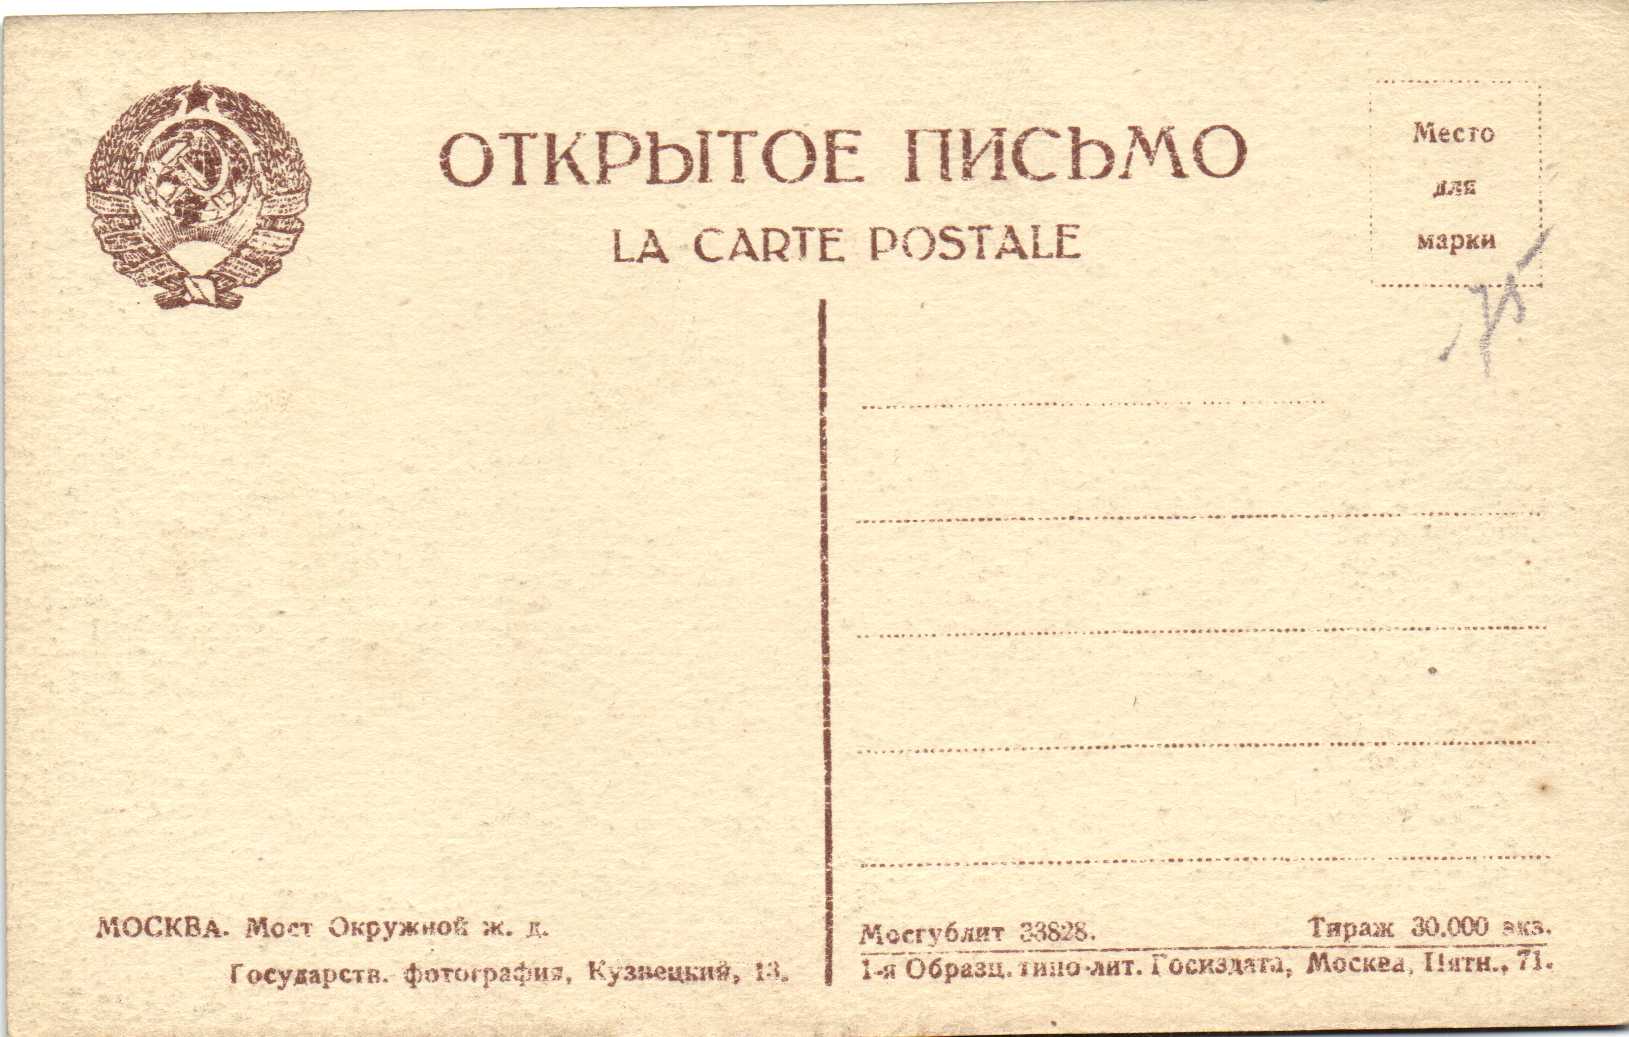 ОТКРЫТОЕ ПИСЬМО
LA CARTE POSTALE
Место
для
марки
МОСКВА. Мост Окружной ж. д.
Государств. фотография, Кузнецкий, 13.
Мосгублит 33828.
Тираж 30.000 экз.
1-я Образц. типо-лит. Госиздата, Москва, Пятн., 71.